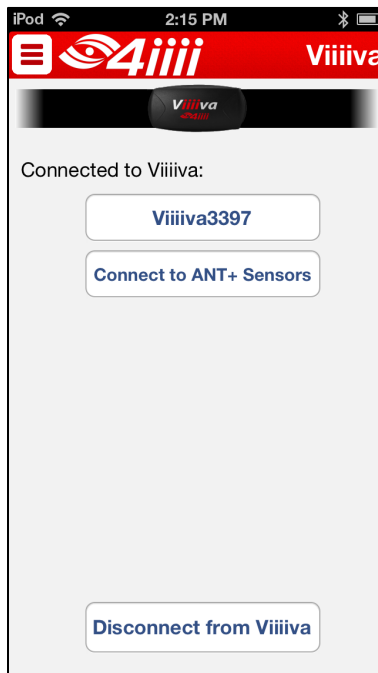 iPod 2:15 PM
4iiii Viiiiva
Viiiiva
4iiii
Connected to Viiiiva:
Viiiiva3397
Connect to ANT+ Sensors
Disconnect from Viiiiva